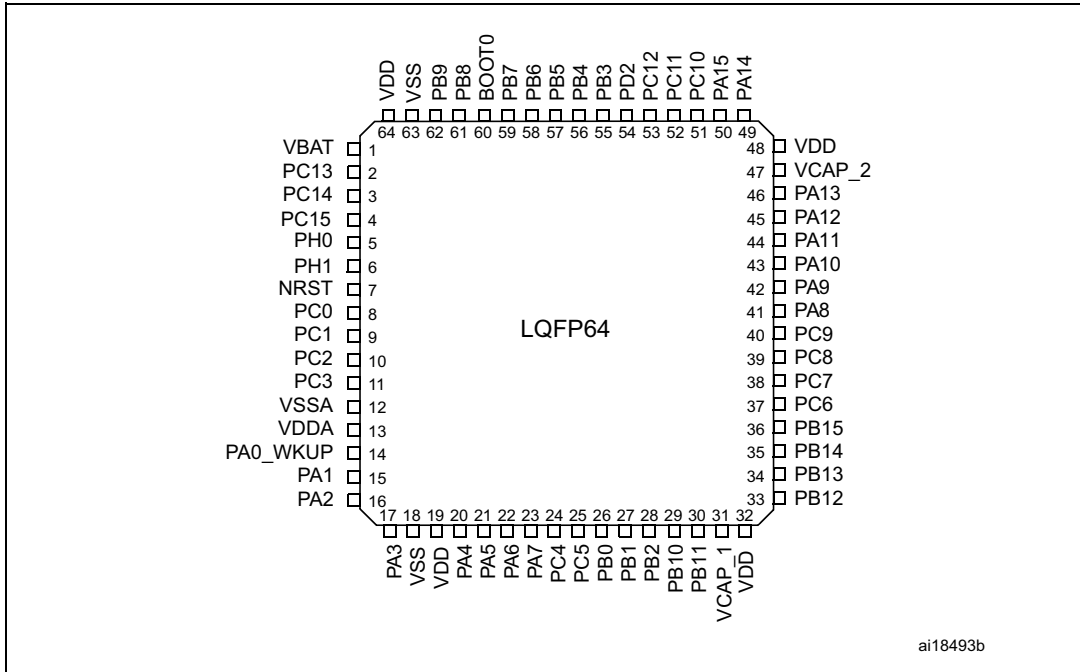 VDD VSS PB9 PB8 BOOT0 PB7 PB6 PB5 PB4 PB3 PD2 PC12 PC11 PC10 PA15 PA14
64 63 62 61 60 59 58 57 56 55 54 53 52 51 50 49
VBAT 1 48 VDD
PC13 2 47 VCAP_2
PC14 3 46 PA13
PC15 4 45 PA12
PH0 5 44 PA11
PH1 6 43 PA10
NRST 7 42 PA9
PC0 8 41 PA8
LQFP64
PC1 9 40 PC9
PC2 10 39 PC8
PC3 11 38 PC7
VSSA 12 37 PC6
VDDA 13 36 PB15
PA0_WKUP 14 35 PB14
PA1 15 34 PB13
PA2 16 33 PB12
17 18 19 20 21 22 23 24 25 26 27 28 29 30 31 32
PA3 VSS VDD PA4 PA5 PA6 PA7 PC4 PC5 PB0 PB1 PB2 PB10 PB11 VCAP_1 VDD
ai18493b